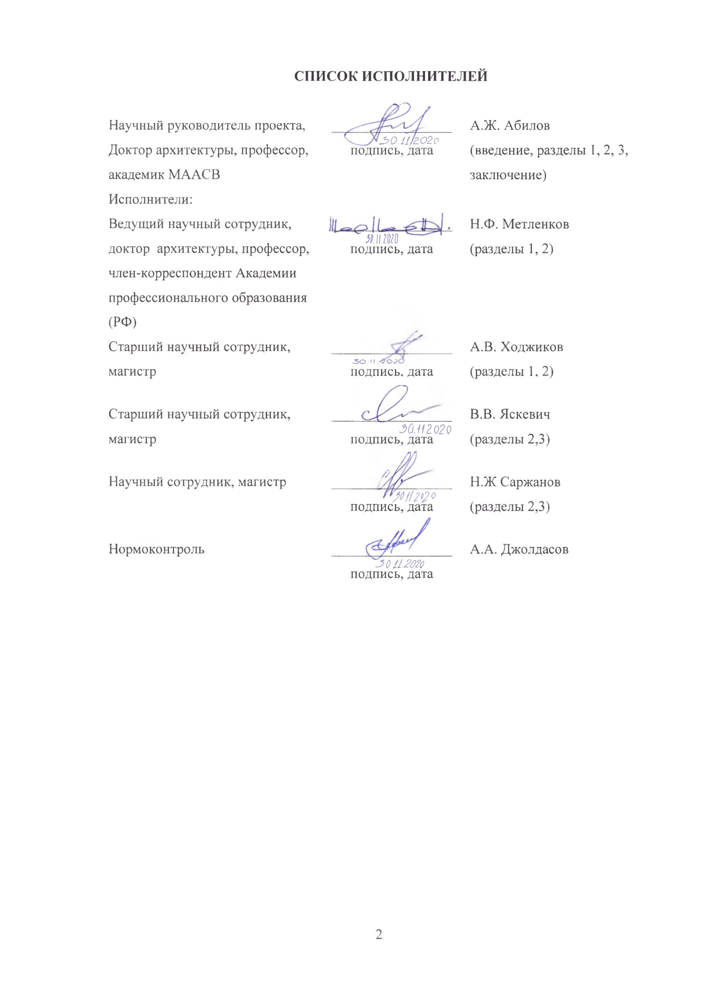 СПИСОК ИСПОЛНИТЕЛЕЙ
Научный руководитель проекта, А.Ж. Абилов
30.11.2020
Доктор архитектуры, профессор, подпись, дата (введение, разделы 1, 2, 3,
академик МААСВ заключение)
Исполнители:
Ведущий научный сотрудник, Н.Ф. Метленков
30.11.2020
доктор архитектуры, профессор, подпись, дата (разделы 1, 2)
член-корреспондент Академии
профессионального образования
(РФ)
Старший научный сотрудник, А.В. Ходжиков
30.11.2020
магистр подпись, дата (разделы 1, 2)
Старший научный сотрудник, В.В. Яскевич
30.11.2020
магистр подпись, дата (разделы 2,3)
Научный сотрудник, магистр Н.Ж Саржанов
30.11.2020
подпись, дата (разделы 2,3)
Нормоконтроль А.А. Джолдасов
30 11.2020
подпись, дата
2